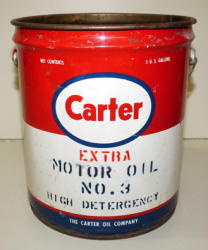 NET CONTENTS 5 U.S. GALLONS
Carter
EXTRA
MOTOR OIL
NO.3
HIGH DETERGENCY
THE CARTER OIL COMPANY